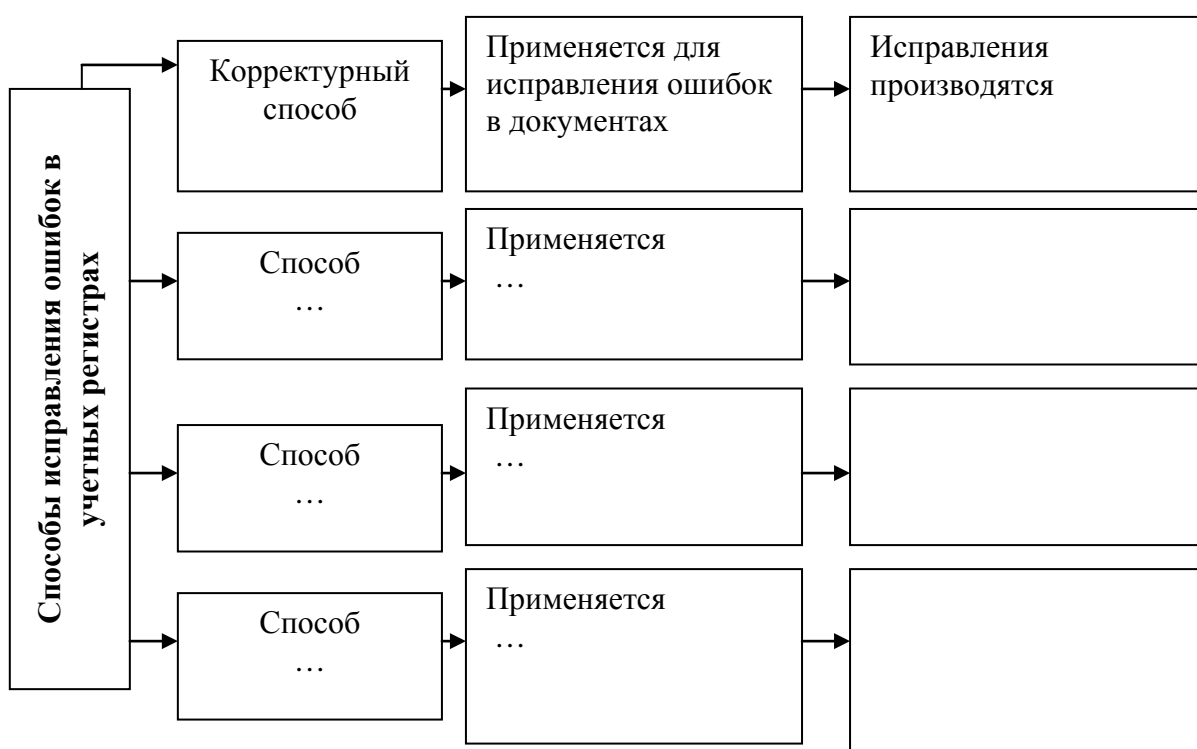 Способы исправления ошибок в
учетных регистрах
Корректурный
способ
Применяется для
исправления ошибок
в документах
Исправления
производятся
Способ
…
Применяется
…
Способ
…
Применяется
…
Способ
…
Применяется
…